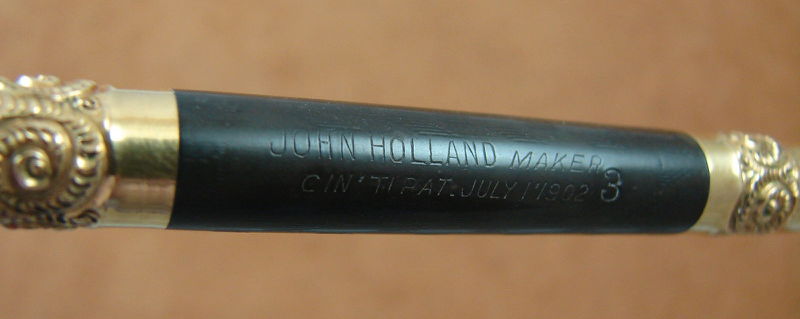 JOHN HOLLAND MAKER
CIN'TI PAT. JULY 1 1902 3